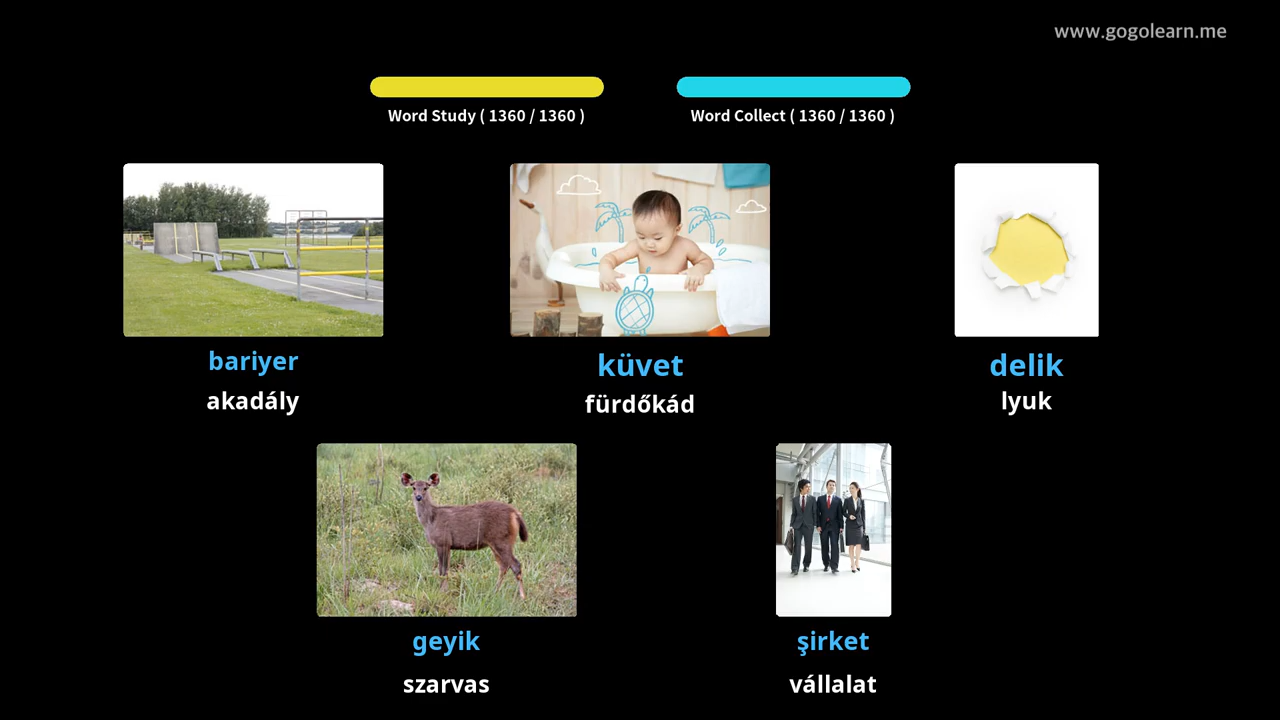 www.gogolearn.me
Word Study ( 1360 / 1360 )
Word Collect ( 1360 / 1360 )
bariyer
akadály
küvet
fürdőkád
delik
lyuk
geyik
szarvas
şirket
vállalat